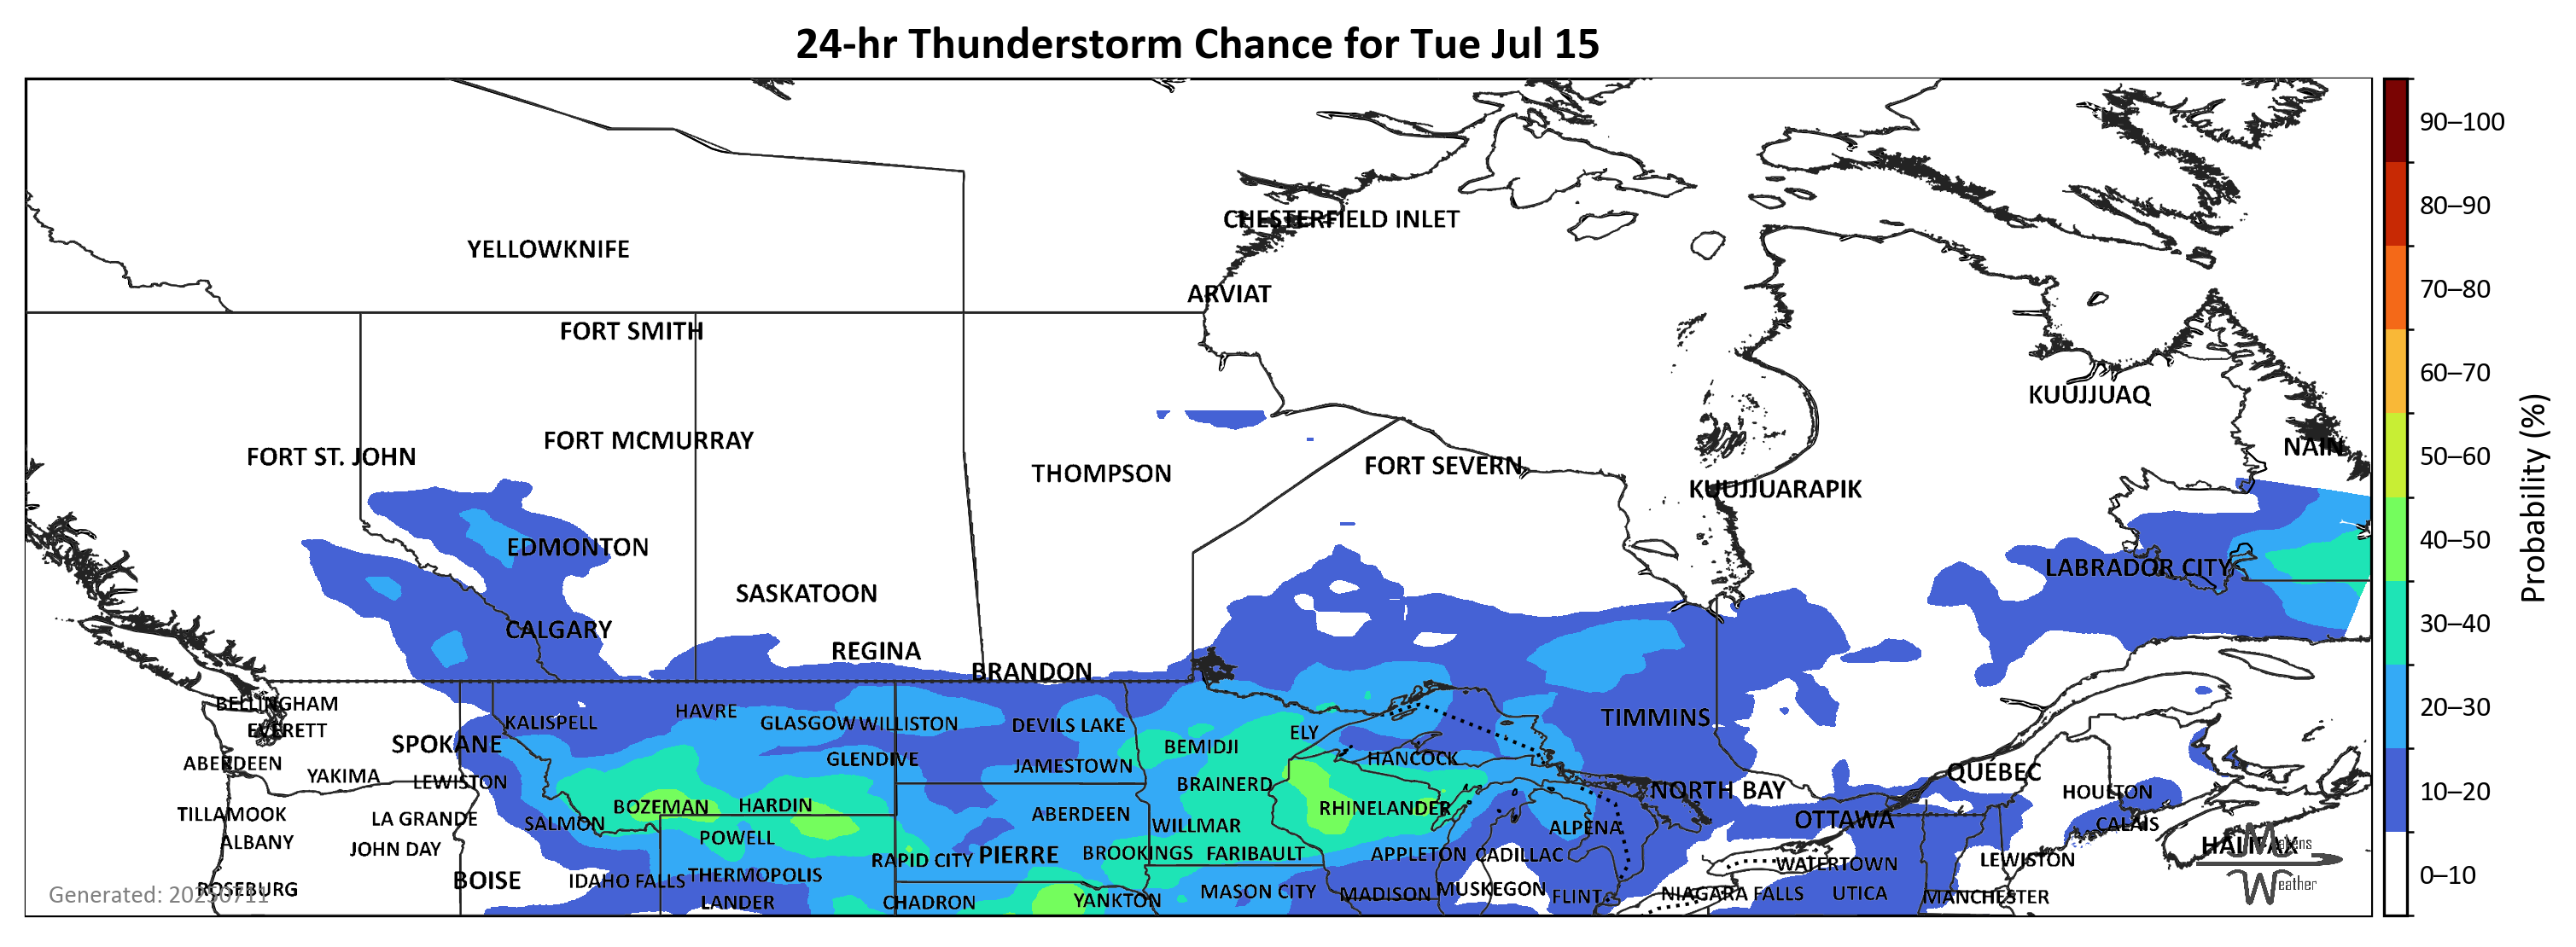 24-hr Thunderstorm Chance for Tue Jul 15
90–100
80–90
CHESTERFIELD INLET
YELLOWKNIFE
70–80
ARVIAT
FORT SMITH
60–70
KUUJJUAQ
FORT MCMURRAY
NAIN
50–60
FORT ST. JOHN
FORT SEVERN
THOMPSON
KUUJJUARAPIK
Probability (%)
40–50
EDMONTON
LABRADOR CITY
SASKATOON
30–40
CALGARY
REGINA
BRANDON
20–30
BELLINGHAM
HAVRE
KALISPELL
GLASGOW
WILLISTON
DEVILS LAKE
TIMMINS
EVERETT
ELY
SPOKANE
BEMIDJI
ABERDEEN
GLENDIVE
HANCOCK
JAMESTOWN
QUÉBEC
YAKIMA
LEWISTON
BRAINERD
NORTH BAY
HOULTON
10–20
BOZEMAN
HARDIN
RHINELANDER
TILLAMOOK
ABERDEEN
LA GRANDE
SALMON
WILLMAR
ALPENA
OTTAWA
CALAIS
POWELL
ALBANY
JOHN DAY
HALIFAX
Makens
Weather
BROOKINGS
FARIBAULT
APPLETON
CADILLAC
PIERRE
RAPID CITY
LEWISTON
WATERTOWN
THERMOPOLIS
0–10
BOISE
IDAHO FALLS
ROSEBURG
Generated: 20250711
MASON CITY
MADISON
MUSKEGON
NIAGARA FALLS
UTICA
FLINT
MANCHESTER
LANDER
CHADRON
YANKTON